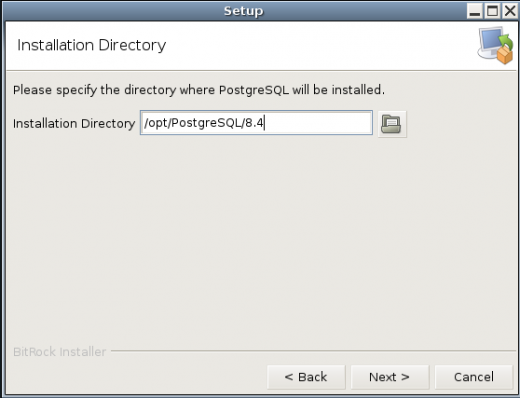 Setup
Installation Directory
Please specify the directory where PostgreSQL will be installed.
Installation Directory /opt/PostgreSQL/8.4
BitRock Installer
< Back Next > Cancel